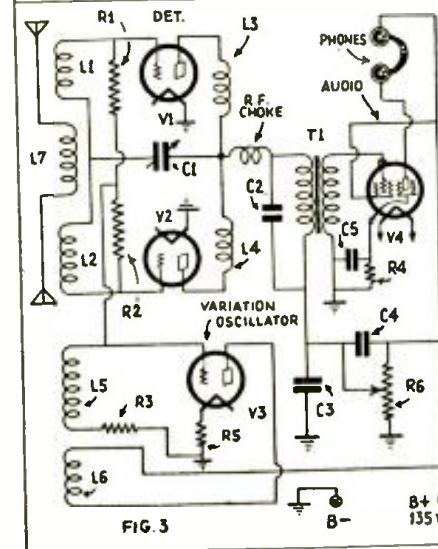 R1
DET.
L3
PHONES
L1
AUDIO
V1
R.F.
CHOKE
T1
L7
C1
C2
V2
C5
V4
L2
L4
R4
R2
VARIATION
OSCILLATOR
C4
L5
R3
V3
R6
R5
C3
L6
B+
135
B-
FIG. 3